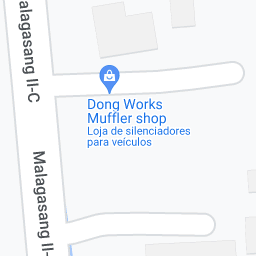 Malagasang II-C
Dong Works
Muffler shop
Loja de silenciadores
para veículos
Malagasang II-